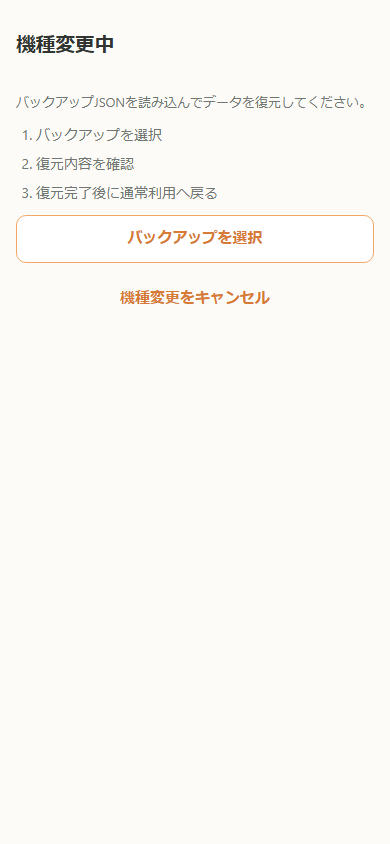 機種変更中
バックアップJSONを読み込んでデータを復元してください。
1. バックアップを選択
2. 復元内容を確認
3. 復元完了後に通常利用へ戻る
バックアップを選択
機種変更をキャンセル